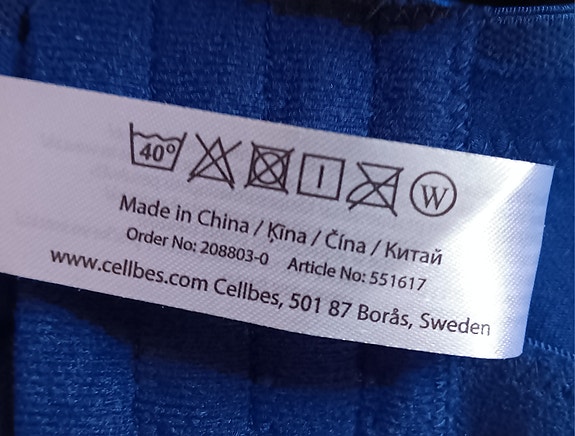 40° I W
Made in China / Ķīna / Čína / Китай
Order No: 208803-0 Article No: 551617
www.cellbes.com Cellbes, 501 87 Borås, Sweden